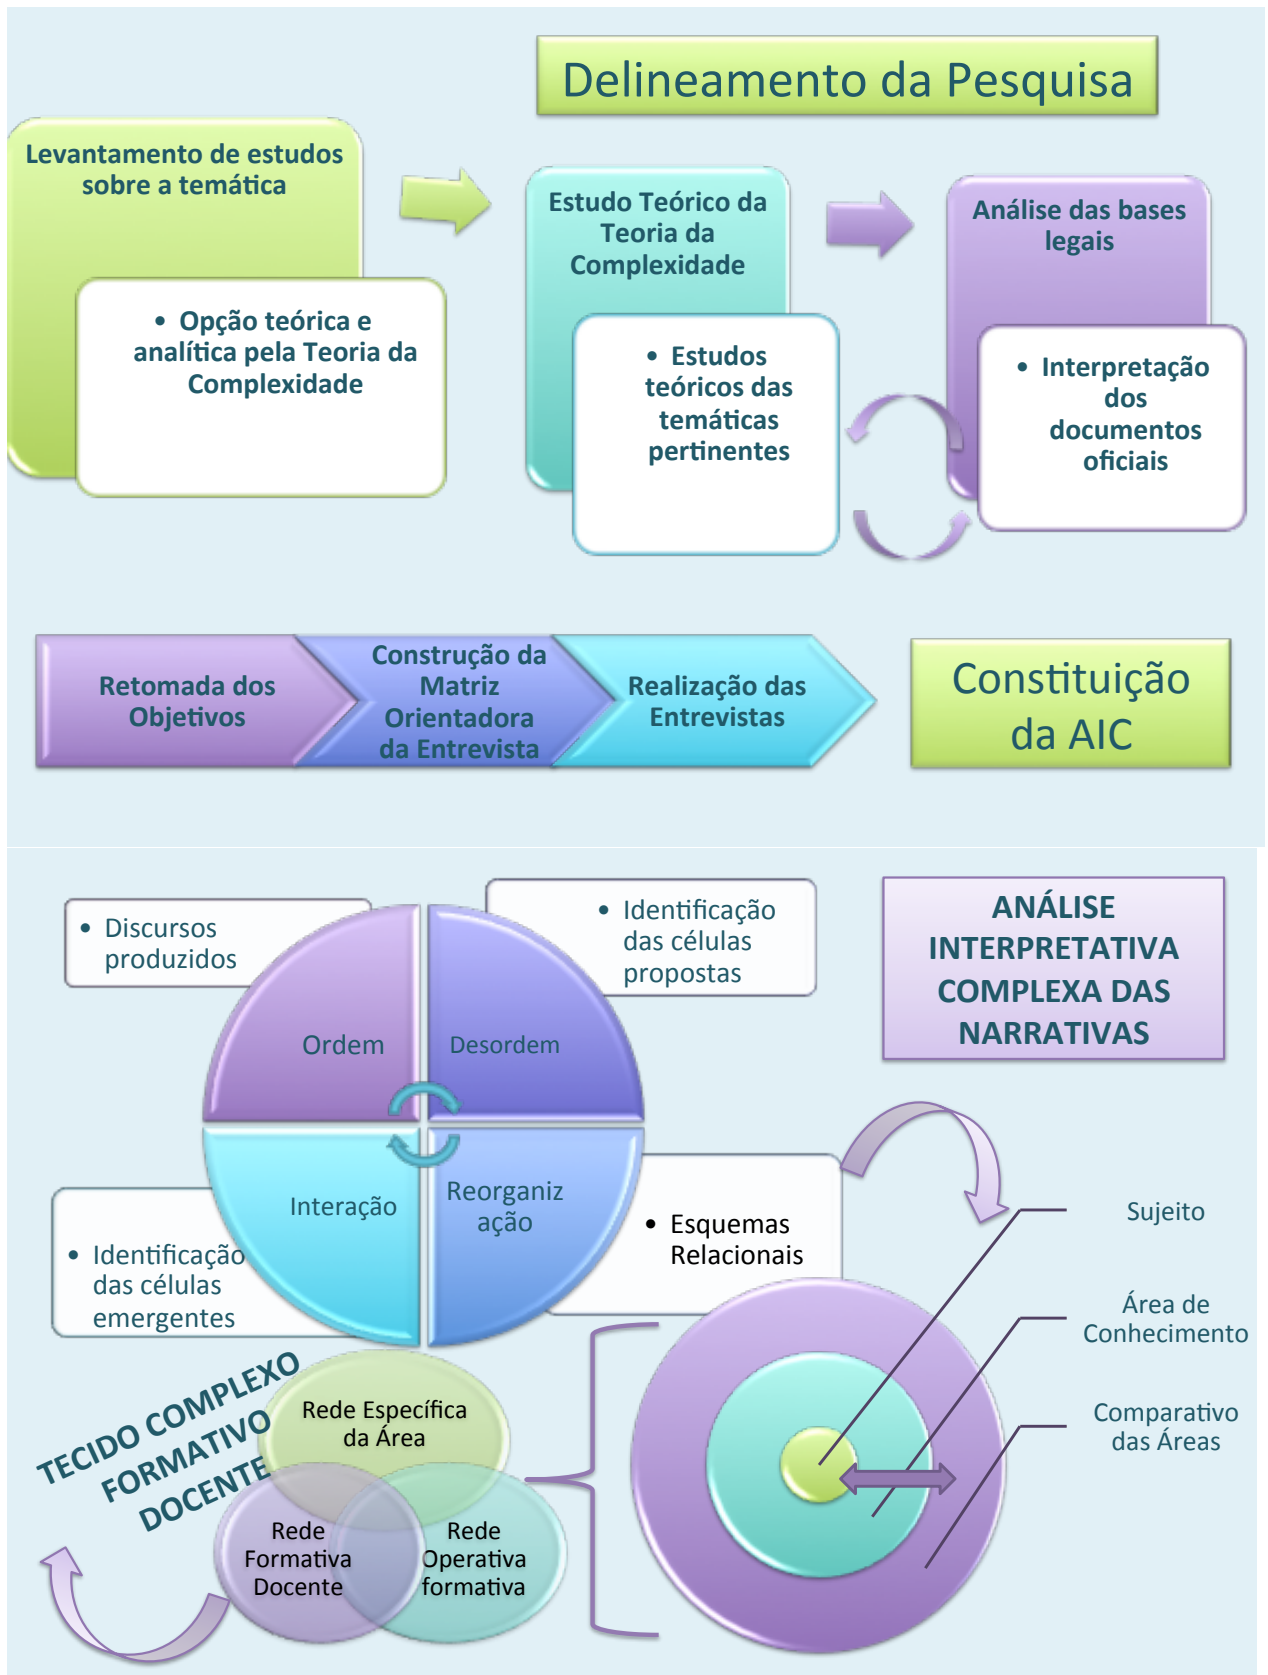 Delineamento da Pesquisa
Levantamento de estudos
sobre a temática
• Opção teórica e
analítica pela Teoria da
Complexidade
Estudo Teórico da
Teoria da
Complexidade
• Estudos
teóricos das
temáticas
pertinentes
Análise das bases
legais
• Interpretação
dos
documentos
oficiais
Retomada dos
Objetivos
Construção da
Matriz
Orientadora
da Entrevista
Realização das
Entrevistas
Constituição
da AIC
• Discursos
produzidos
• Identificação
das células
propostas
ANÁLISE
INTERPRETATIVA
COMPLEXA DAS
NARRATIVAS
Ordem
Desordem
Interação
Reorganiz
ação
• Identificação
das células
emergentes
• Esquemas
Relacionais
Sujeito
Área de
Conhecimento
Comparativo
das Áreas
TECIDO COMPLEXO
FORMATIVO
DOCENTE
Rede Específica
da Área
Rede
Formativa
Docente
Rede
Operativa
formativa